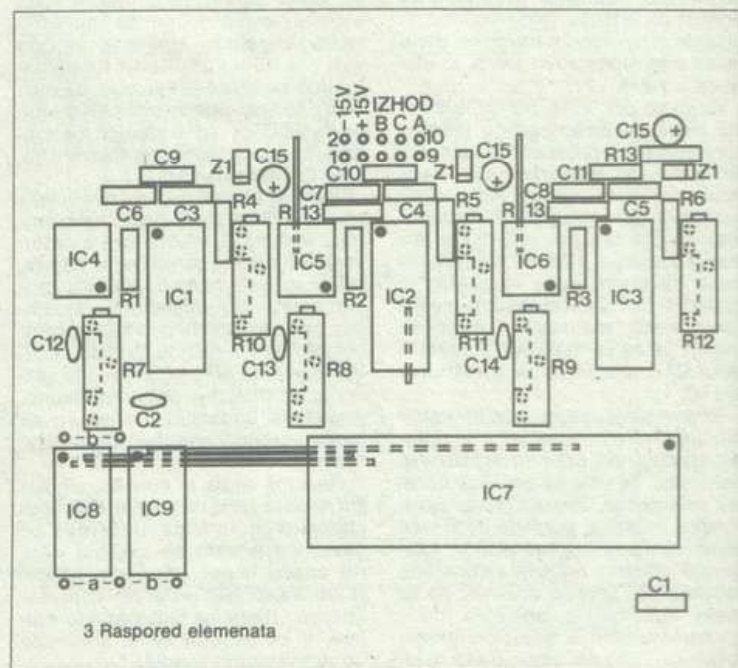 -15V
+15V
IZHOD
B C A
2 10
1 9
C9
Z1
C15
C10
Z1
C15
C15
R13
C11
Z1
C6
C3
R4
C7
R13
C4
R5
C8
R13
C5
R6
IC4
R1
IC1
IC5
R2
IC2
IC6
R3
IC3
C12
R7
R10
C13
R8
R11
C14
R9
R12
C2
-b-
IC8
IC9
IC7
-a-
-b-
C1
3 Raspored elemenata